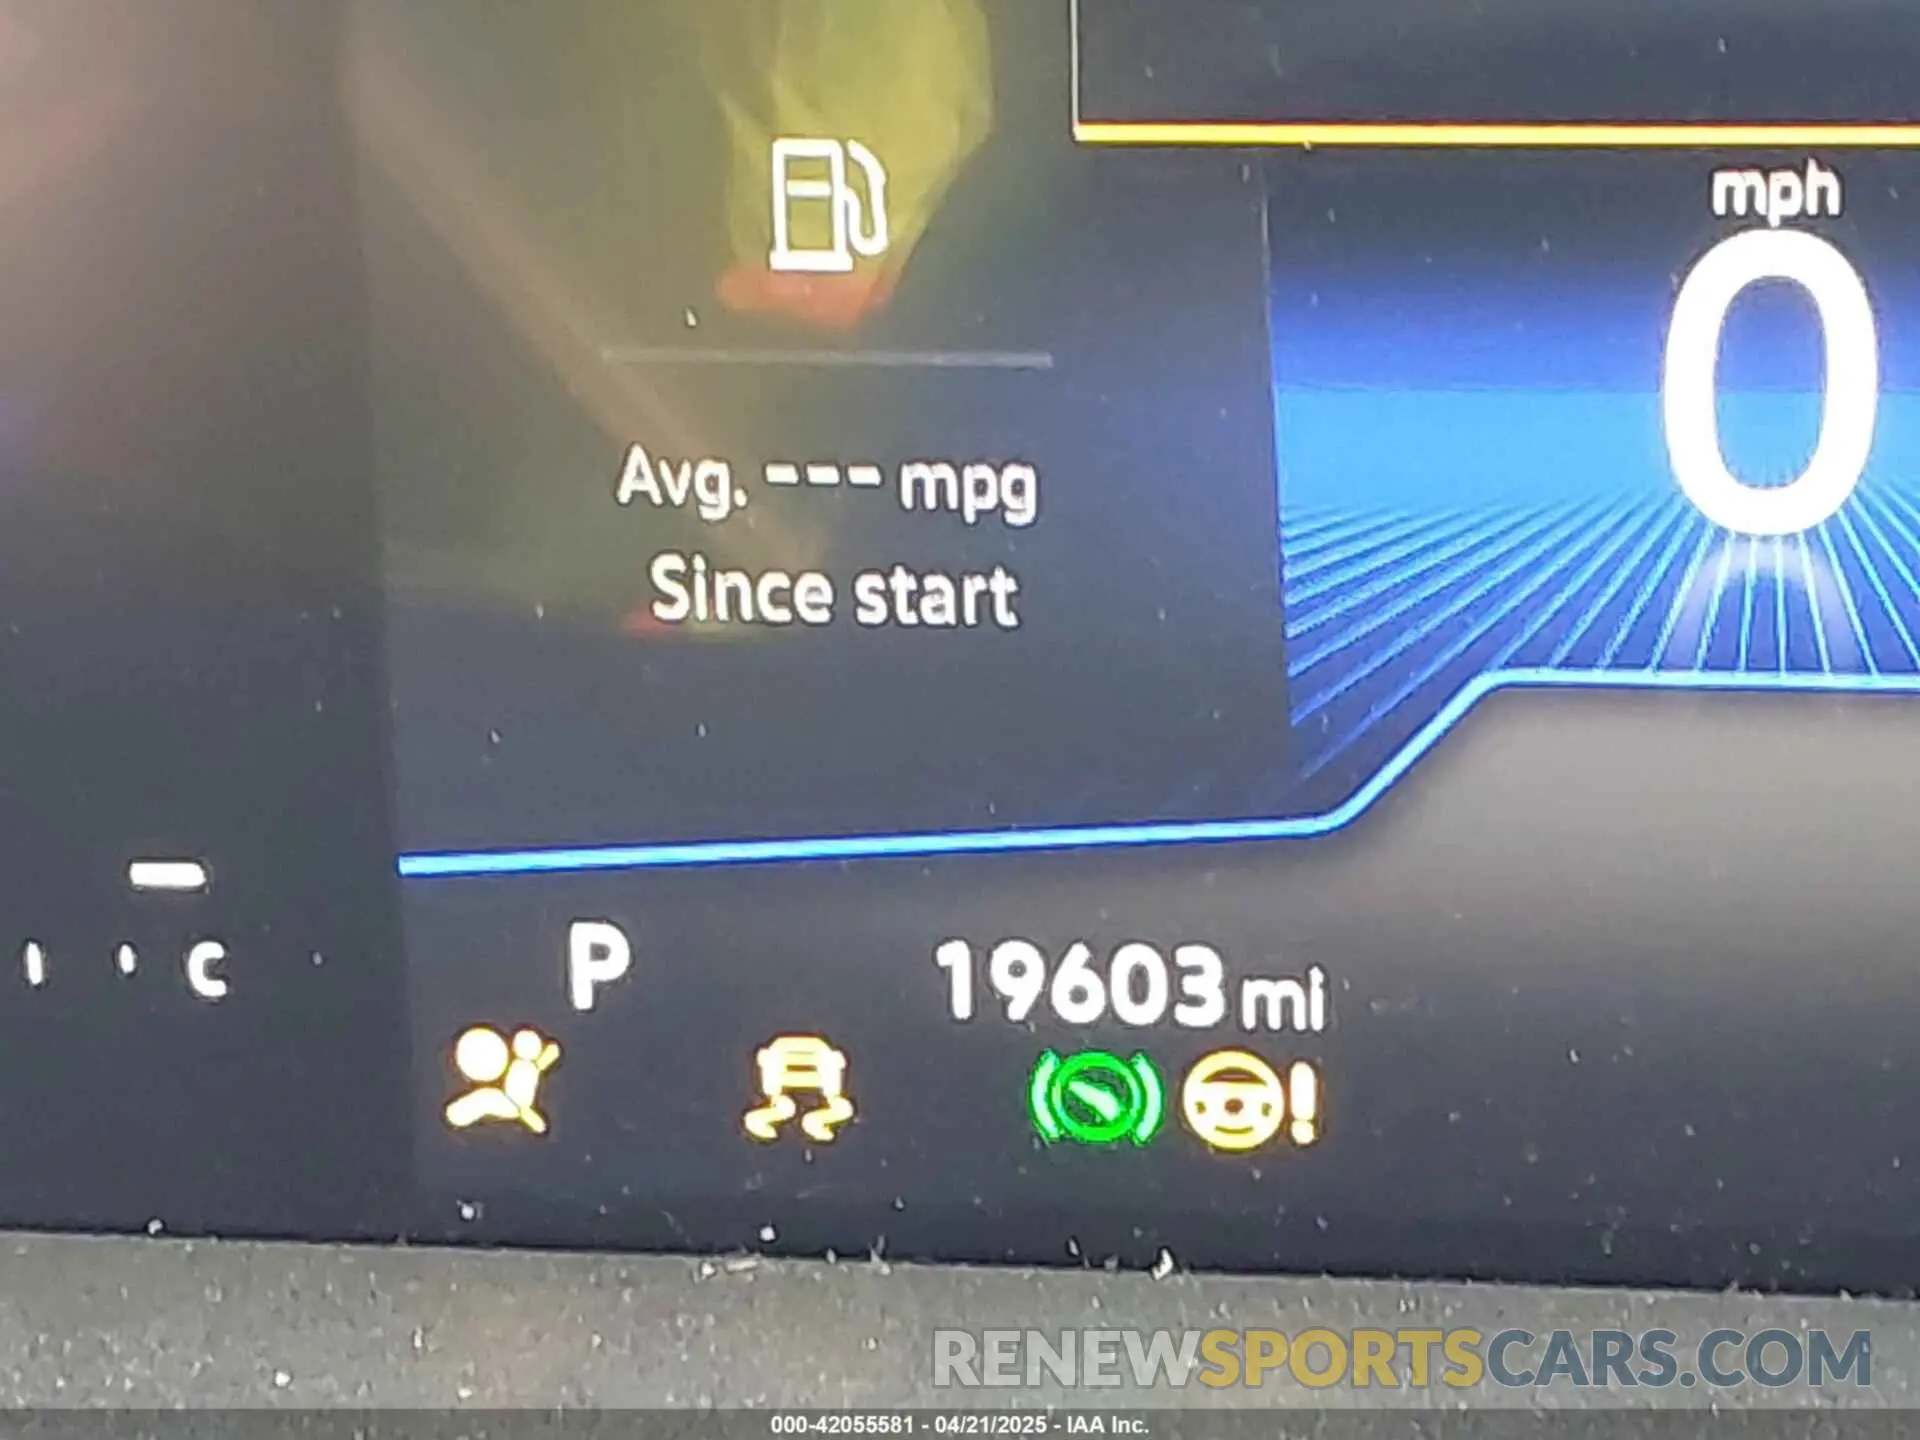 mph
0
Avg. --- mpg
Since start
C
P
19603 mi
RENEWSPORTSCARS.COM
000-42055581 - 04/21/2025 - IAA Inc.